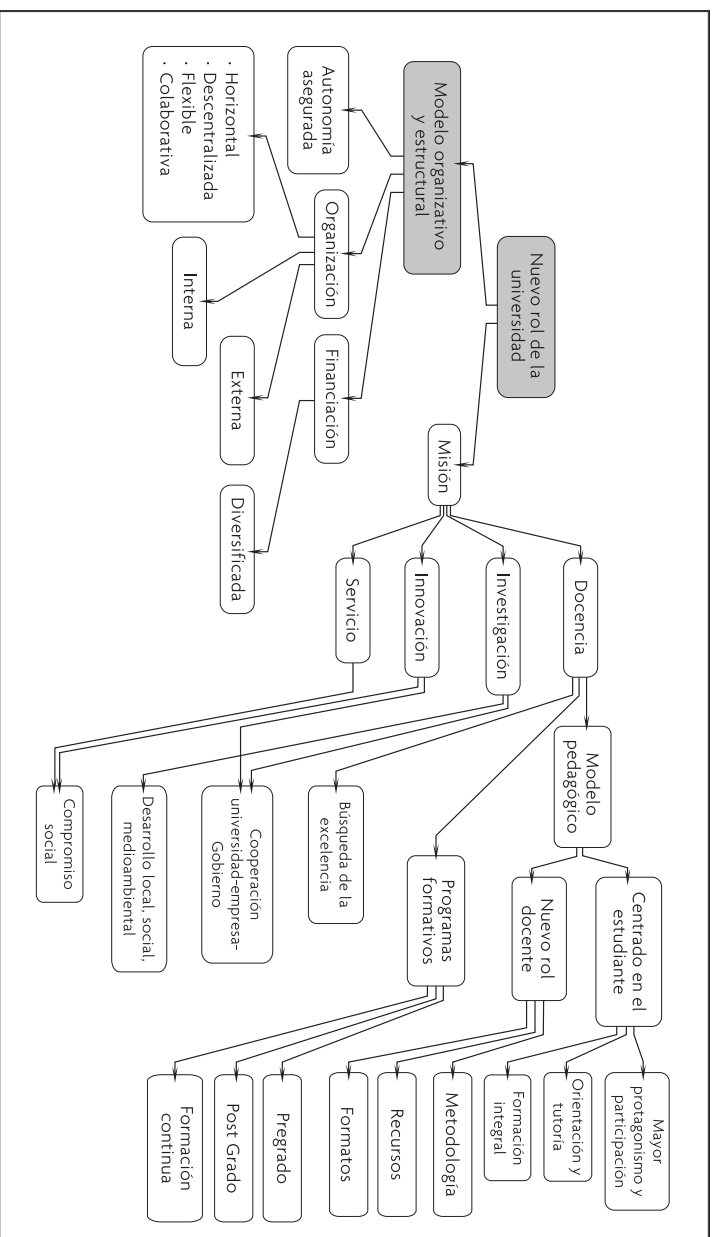 Nuevo rol de la
universidad
Modelo organizativo
y estructural
Autonomía
asegurada
Organización
Financiación
· Horizontal
· Descentralizada
· Flexible
· Colaborativa
Interna
Externa
Diversificada
Misión
Docencia
Investigación
Innovación
Servicio
Modelo
pedagógico
Programas
formativos
Búsqueda de la
excelencia
Cooperación
universidad-empresa-
Gobierno
Desarrollo local, social,
medioambiental
Compromiso
social
Centrado en el
estudiante
Nuevo rol
docente
Mayor
protagonismo y
participación
Orientación y
tutoría
Formación
integral
Metodología
Recursos
Formatos
Pregrado
Post Grado
Formación
continua